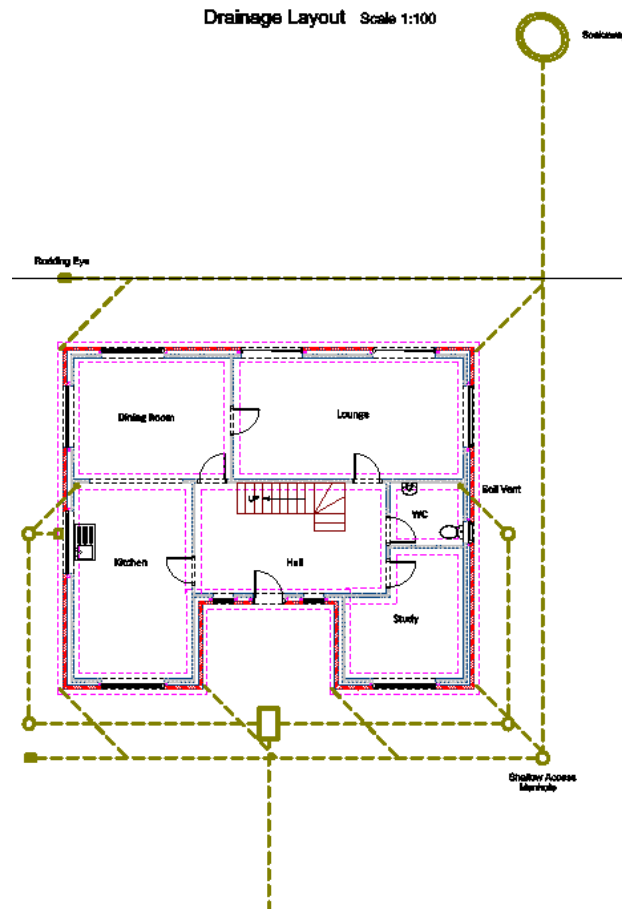 Drainage Layout Scale 1:100
Soakaway
Rodding Eye
Dining Room
Lounge
UP
Soil Vent
WC
Kitchen
Hall
Study
Shallow Access
Manhole